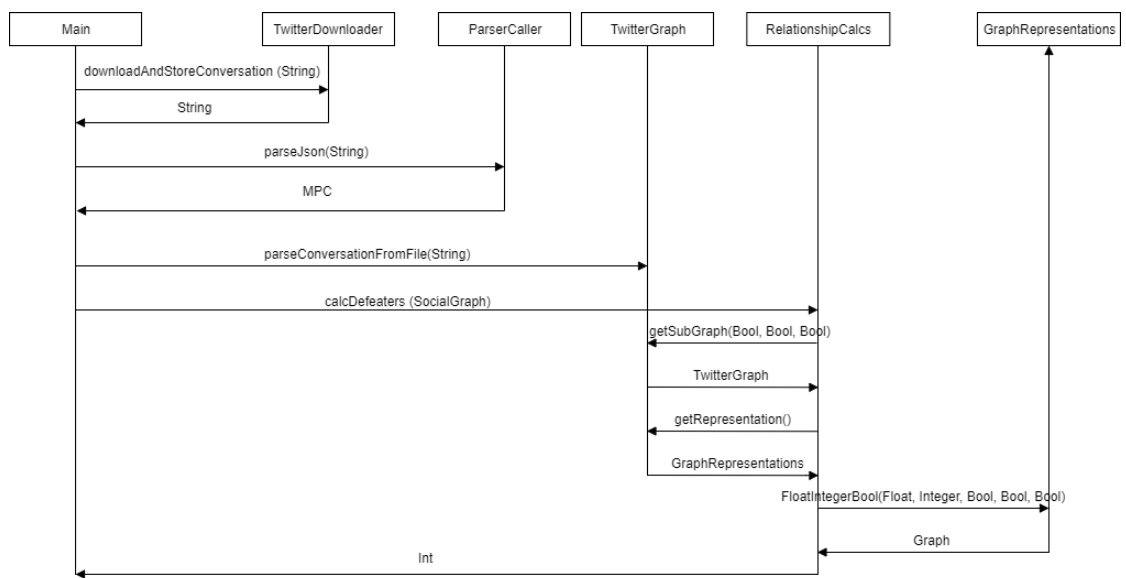 Main
TwitterDownloader
ParserCaller
TwitterGraph
RelationshipCalcs
GraphRepresentations
downloadAndStoreConversation (String)
String
parseJson(String)
MPC
parseConversationFromFile(String)
calcDefeaters (SocialGraph)
getSubGraph(Bool, Bool, Bool)
TwitterGraph
getRepresentation()
GraphRepresentations
FloatIntegerBool(Float, Integer, Bool, Bool, Bool)
Graph
Int